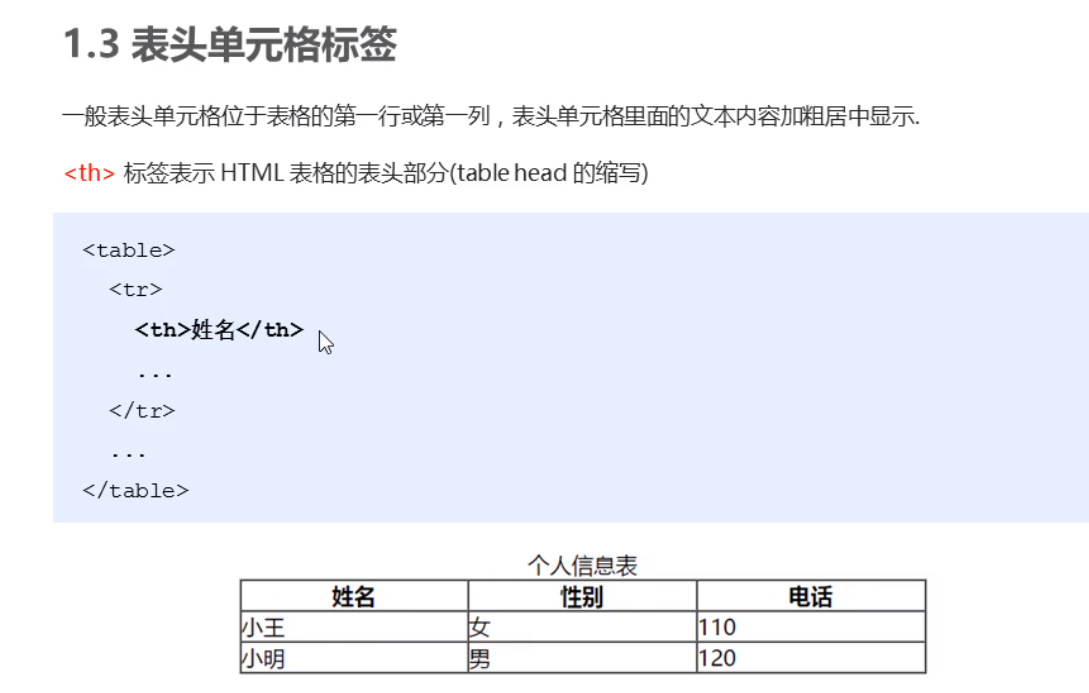 1.3 表头单元格标签
一般表头单元格位于表格的第一行或第一列，表头单元格里面的文本内容加粗居中显示.
<th> 标签表示 HTML 表格的表头部分(table head 的缩写)
<table>
<tr>
<th>姓名</th>
...
</tr>
...
</table>
个人信息表
姓名 性别 电话
小王 女 110
小明 男 120